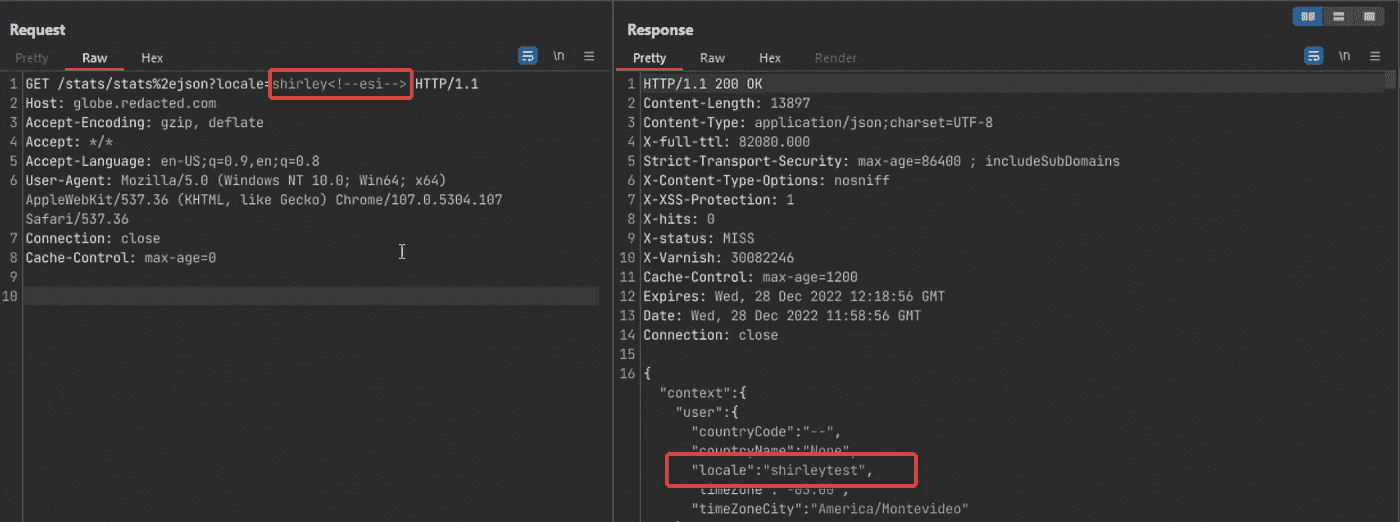 Request
Pretty Raw Hex \n
1 GET /stats/stats%2ejson?locale=shirley<!--esi--> HTTP/1.1
2 Host: globe.redacted.com
3 Accept-Encoding: gzip, deflate
4 Accept: */*
5 Accept-Language: en-US;q=0.9,en;q=0.8
6 User-Agent: Mozilla/5.0 (Windows NT 10.0; Win64; x64)
AppleWebKit/537.36 (KHTML, like Gecko) Chrome/107.0.5304.107
Safari/537.36
7 Connection: close
8 Cache-Control: max-age=0
9
10
Response
Pretty Raw Hex Render \n
1 HTTP/1.1 200 OK
2 Content-Length: 13897
3 Content-Type: application/json;charset=UTF-8
4 X-full-ttl: 82080.000
5 Strict-Transport-Security: max-age=86400 ; includeSubDomains
6 X-Content-Type-Options: nosniff
7 X-XSS-Protection: 1
8 X-hits: 0
9 X-status: MISS
10 X-Varnish: 30082246
11 Cache-Control: max-age=1200
12 Expires: Wed, 28 Dec 2022 12:18:56 GMT
13 Date: Wed, 28 Dec 2022 11:58:56 GMT
14 Connection: close
15
16 {
"context":{
"user":{
"countryCode":"--",
"countryName":"None",
"locale":"shirleytest",
"timeZone":"-03:00",
"timeZoneCity":"America/Montevideo"